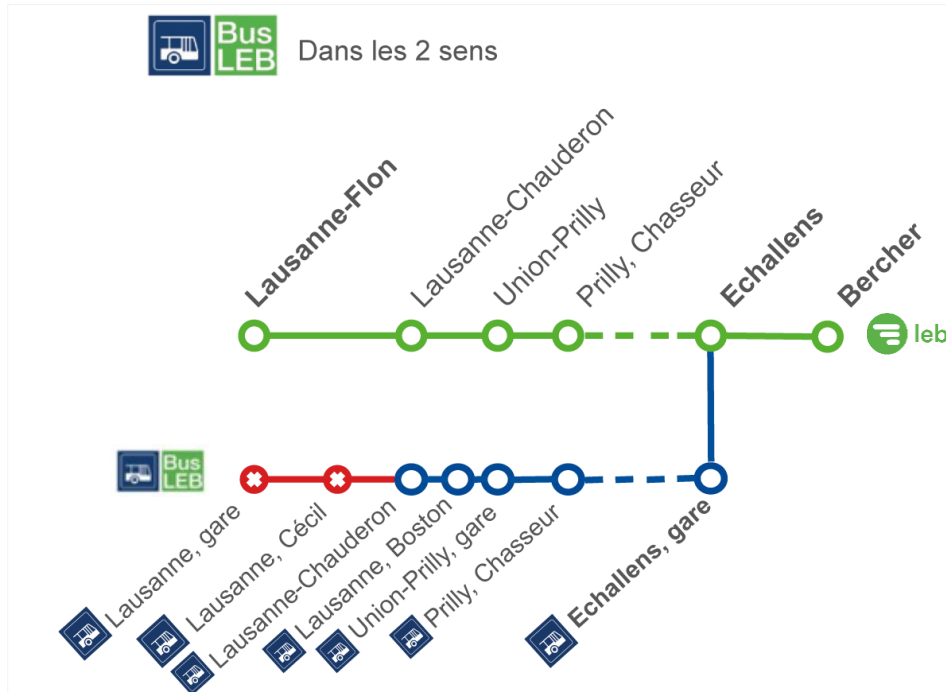 Bus
LEB
Dans les 2 sens
Lausanne-Flon
Lausanne-Chauderon
Union-Prilly
Prilly, Chasseur
Echallens
Bercher
leb
Bus
LEB
Lausanne, gare
Lausanne, Cécil
Lausanne-Chauderon
Lausanne, Boston
Union-Prilly, gare
Prilly, Chasseur
Echallens, gare